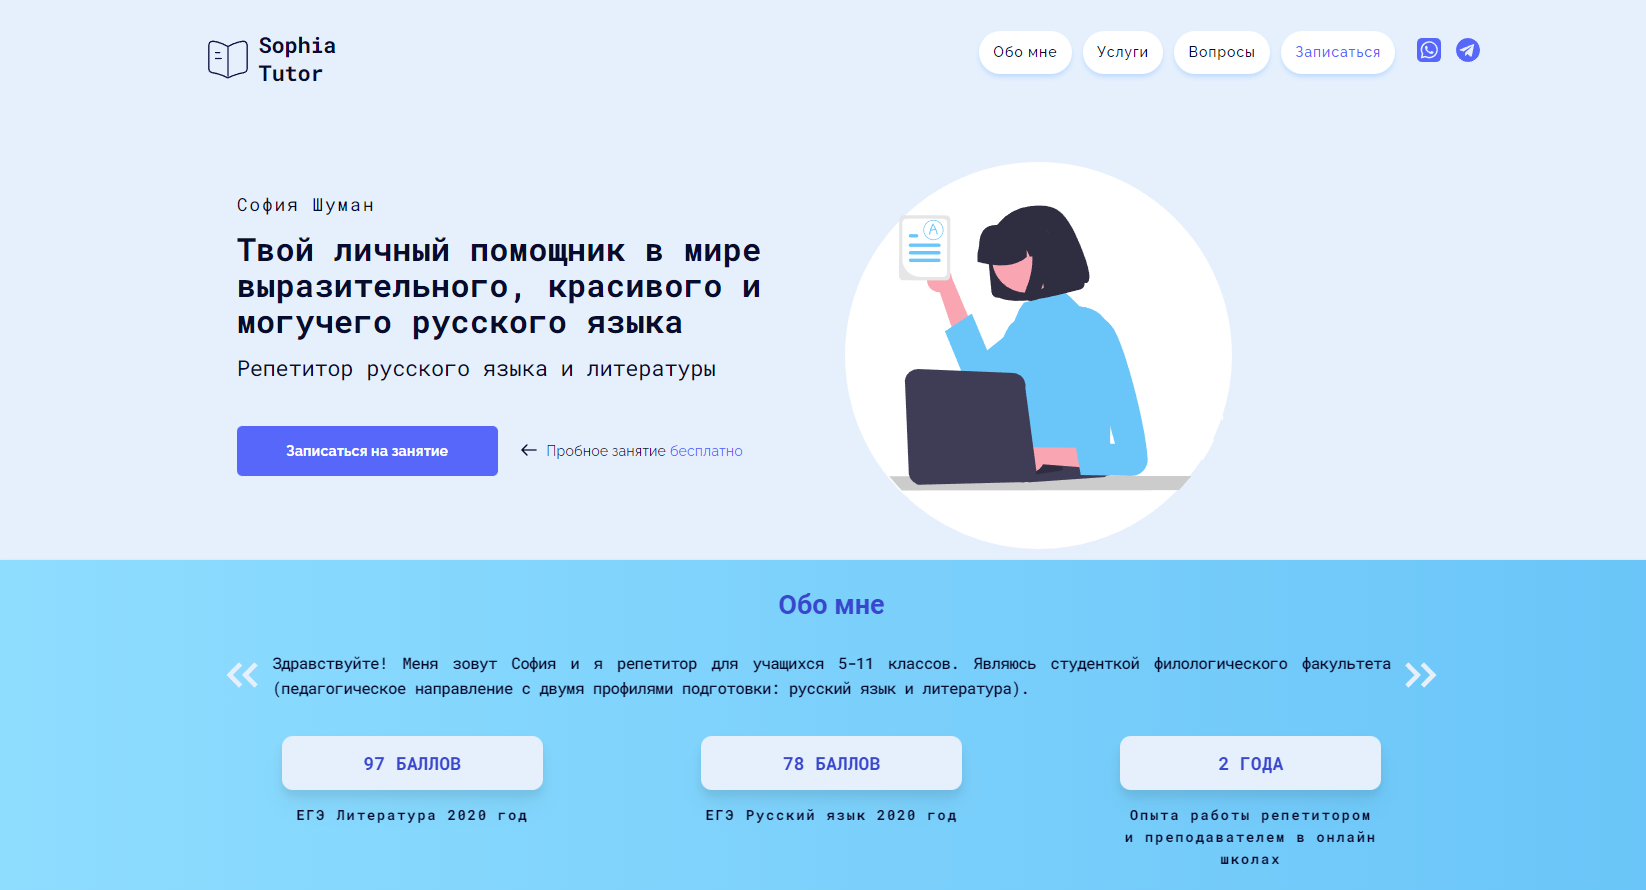 Sophia
Tutor
Обо мне
Услуги
Вопросы
Записаться
София Шуман
Твой личный помощник в мире
выразительного, красивого и
могучего русского языка
Репетитор русского языка и литературы
Записаться на занятие
Пробное занятие бесплатно
A
Обо мне
Здравствуйте! Меня зовут София и я репетитор для учащихся 5-11 классов. Являюсь студенткой филологического факультета
(педагогическое направление с двумя профилями подготовки: русский язык и литература).
97 БАЛЛОВ
ЕГЭ Литература 2020 год
78 БАЛЛОВ
ЕГЭ Русский язык 2020 год
2 ГОДА
Опыта работы репетитором
и преподавателем в онлайн
школах